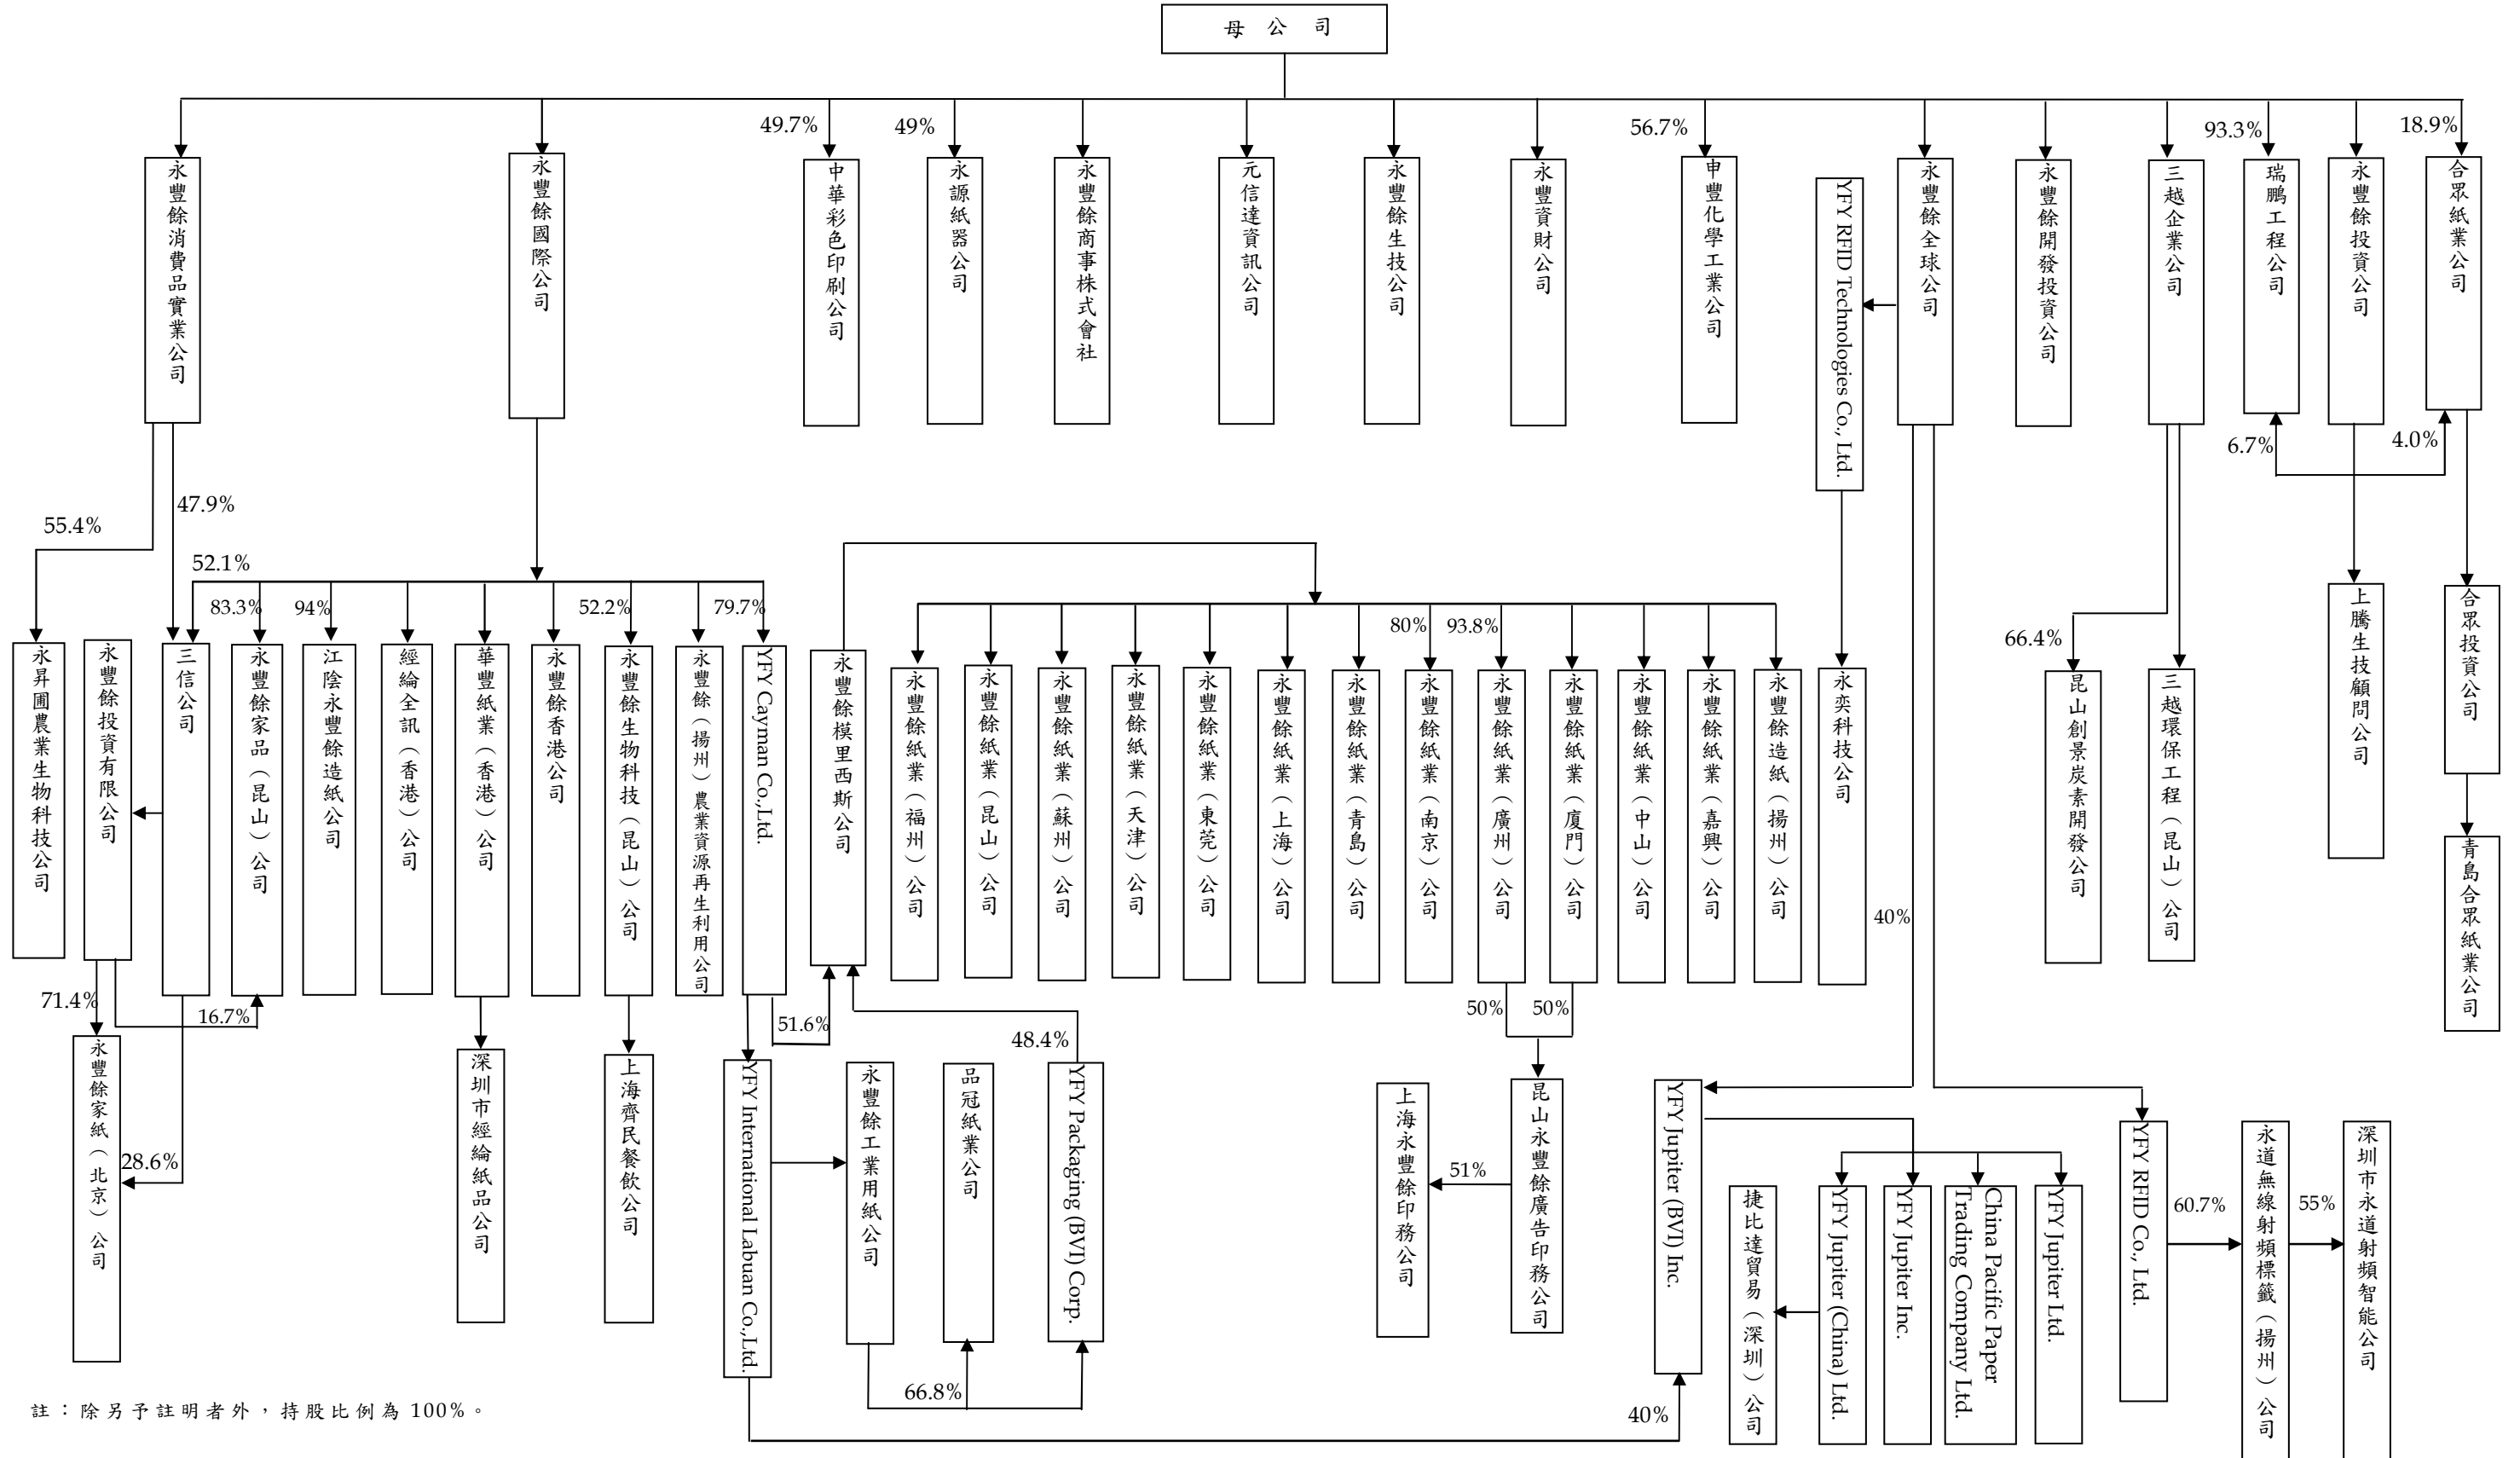 母公司
49.7%
49%
56.7%
93.3%
18.9%
永豐餘消費品實業公司
永豐餘國際公司
中華彩色印刷公司
永源紙器公司
永豐餘商事株式會社
元信達資訊公司
永豐餘生技公司
永豐資財公司
申豐化學工業公司
YFY RFID Technologies Co., Ltd.
永豐餘全球公司
永豐餘開發投資公司
三越企業公司
瑞鵬工程公司
永豐餘投資公司
合眾紙業公司
6.7%
4.0%
55.4%
47.9%
52.1%
83.3%
94%
52.2%
79.7%
80%
93.8%
66.4%
永昇圃農業生物科技公司
永豐餘投資有限公司
三信公司
永豐餘家品（昆山）公司
江陰永豐餘造紙公司
經綸全訊（香港）公司
華豐紙業（香港）公司
永豐餘香港公司
永豐餘生物科技（昆山）公司
永豐餘（揚州）農業資源再生利用公司
YFY Cayman Co.,Ltd.
永豐餘模里西斯公司
永豐餘紙業（福州）公司
永豐餘紙業（昆山）公司
永豐餘紙業（蘇州）公司
永豐餘紙業（天津）公司
永豐餘紙業（東莞）公司
永豐餘紙業（上海）公司
永豐餘紙業（青島）公司
永豐餘紙業（南京）公司
永豐餘紙業（廣州）公司
永豐餘紙業（廈門）公司
永豐餘紙業（中山）公司
永豐餘紙業（嘉興）公司
永豐餘造紙（揚州）公司
永奕科技公司
40%
昆山創景炭素開發公司
三越環保工程（昆山）公司
上騰生技顧問公司
合眾投資公司
青島合眾紙業公司
71.4%
16.7%
28.6%
51.6%
48.4%
50%
50%
永豐餘家紙（北京）公司
深圳市經綸紙品公司
上海齊民餐飲公司
YFY International Labuan Co.,Ltd.
永豐餘工業用紙公司
品冠紙業公司
YFY Packaging (BVI) Corp.
66.8%
上海永豐餘印務公司
51%
昆山永豐餘廣告印務公司
YFY Jupiter (BVI) Inc.
40%
捷比達貿易（深圳）公司
YFY Jupiter (China) Ltd.
YFY Jupiter Inc.
China Pacific Paper
Trading Company Ltd.
YFY Jupiter Ltd.
YFY RFID Co., Ltd.
60.7%
永道無線射頻標籤（揚州）公司
55%
深圳市永道射頻智能公司
註：除另予註明者外，持股比例為 100%。